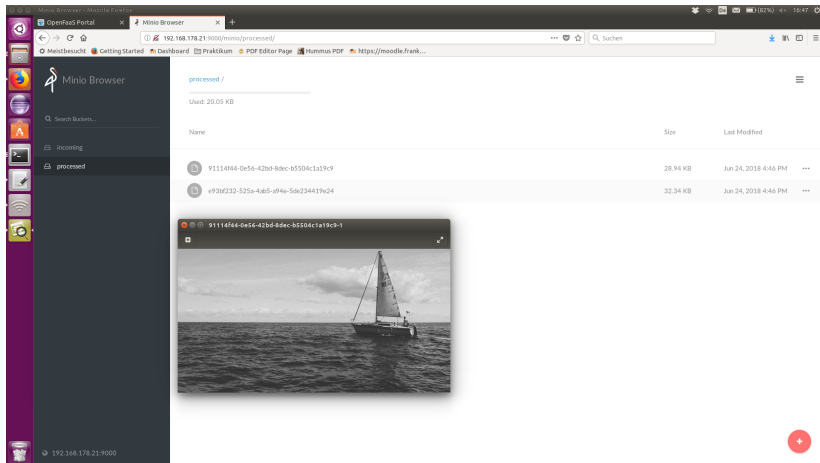 Minio Browser - Mozilla Firefox
De (82%) 16:47
OpenFaaS Portal × Minio Browser × +
192.168.178.21:9000/minio/processed/ ••• Suchen
Meistbesucht Getting Started Dashboard Praktikum PDF Editor Page Hummus PDF https://moodle.frank...
Minio Browser
processed /
Used: 20.05 KB
Search Buckets...
Name Size Last Modified
incoming
processed
91114f44-0e56-42bd-8dec-b5504c1a19c9 28.94 KB Jun 24, 2018 4:46 PM •••
e93bf232-525a-4ab5-a94e-5de234419e24 32.34 KB Jun 24, 2018 4:46 PM •••
91114f44-0e56-42bd-8dec-b5504c1a19c9-1
192.168.178.21:9000